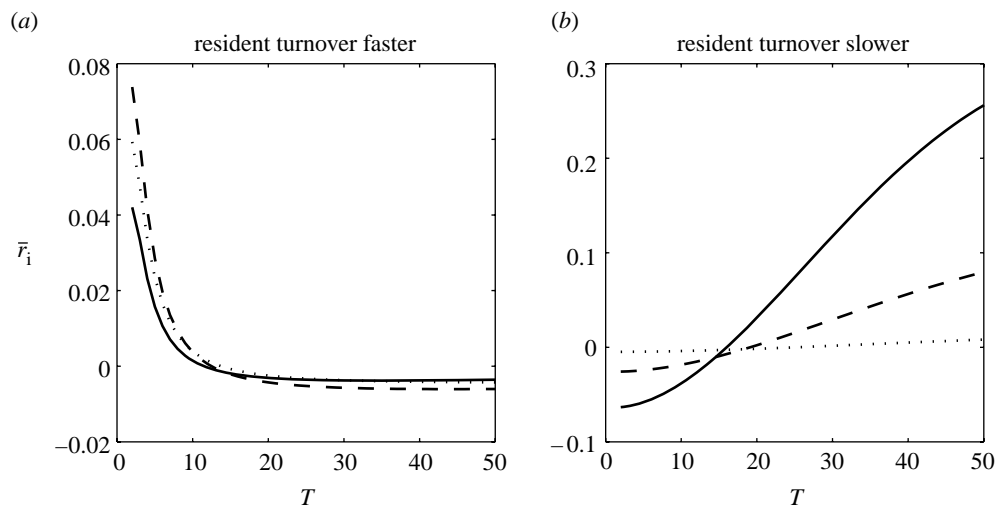 (a)
resident turnover faster
0.08
0.06
0.04
0.02
0
−0.02
r̄i
0 10 20 30 40 50
T
(b)
resident turnover slower
0.3
0.2
0.1
0
−0.1
0 10 20 30 40 50
T